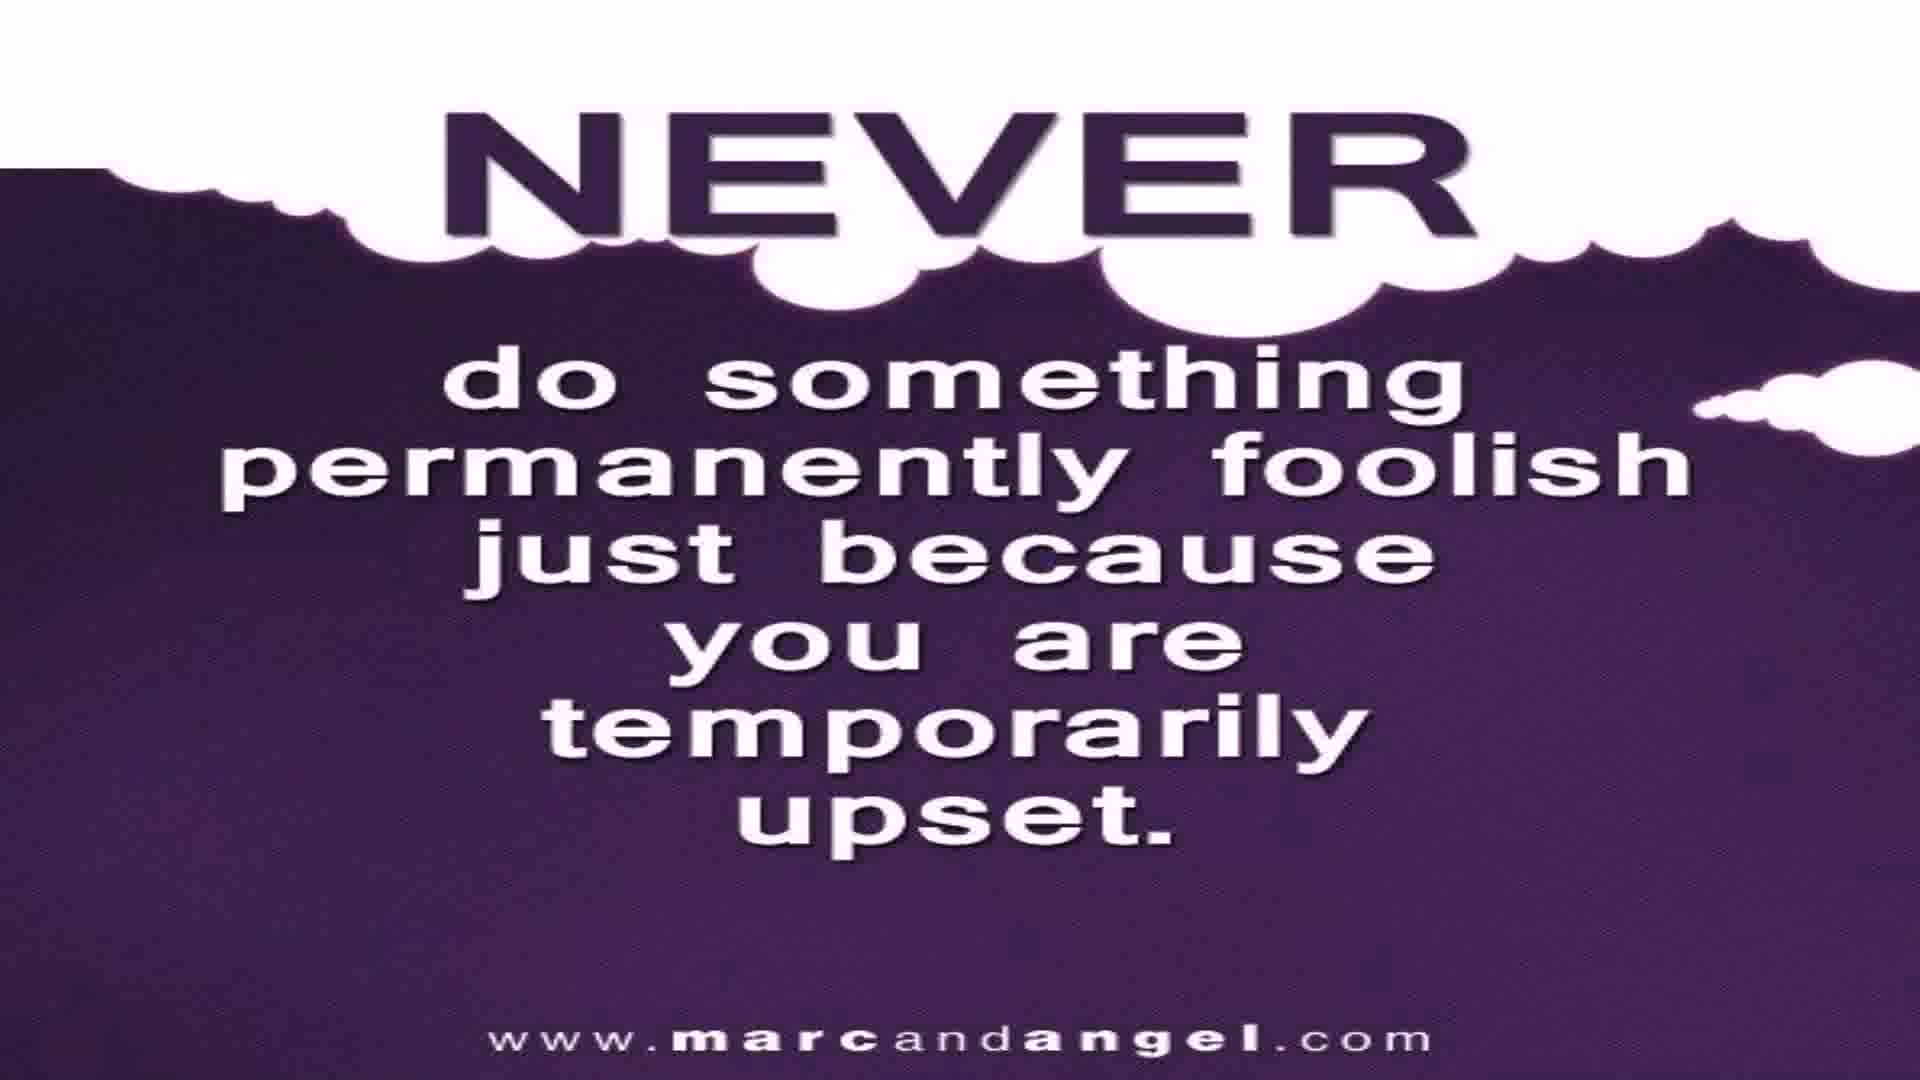 NEVER
do something
permanently foolish
just because
you are
temporarily
upset.
www.marcandangel.com